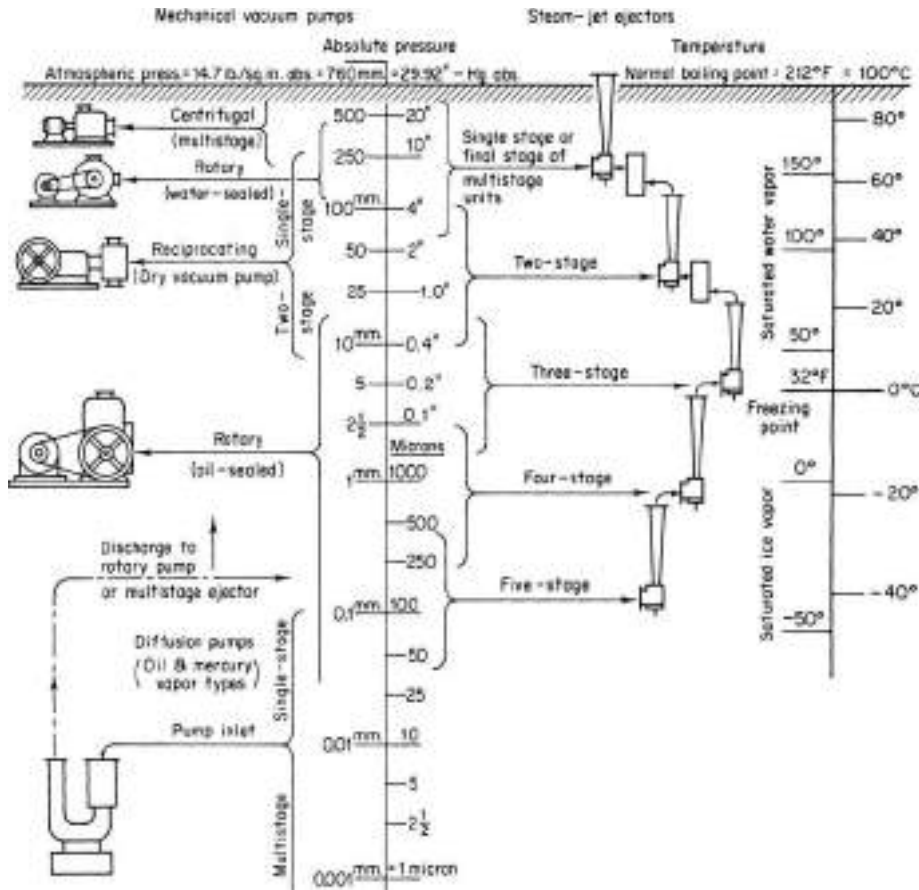 Mechanical vacuum pumps
Steam-jet ejectors
Absolute pressure
Temperature
Atmospheric press.= 14.7 lb./sq in. abs. = 760 mm. = 29.92" - Hg abs.
Normal boiling point = 212°F = 100°C
Centrifugal
(multistage)
Rotary
(water-sealed)
Reciprocating
(Dry vacuum pump)
Single-
stage
Two-
stage
Rotary
(oil-sealed)
Discharge to
rotary pump
or multistage ejector
Diffusion pumps
(Oil & mercury
vapor types)
Pump inlet
Single-stage
Multistage
500 20"
250 10"
100 mm. 4"
50 2"
25 1.0"
10 mm. 0.4"
5 0.2"
2½ 0.1"
Microns
1 mm. 1000
500
250
0.1 mm. 100
50
25
0.01 mm. 10
5
2½
0.001 mm. = 1 micron
Single stage or
final stage of
multistage
units
Two-stage
Three-stage
Four-stage
Five-stage
Saturated water vapor
150°
100°
50°
32°F
Freezing
point
0°
-50°
Saturated ice vapor
80°
60°
40°
20°
0°C
-20°
-40°